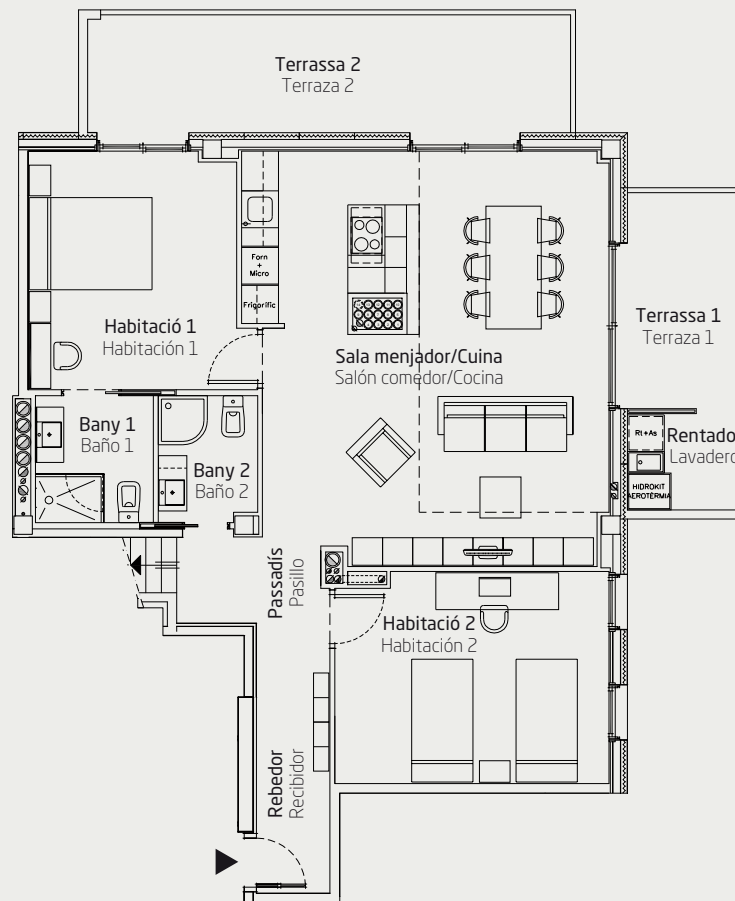 Terrassa 2
Terraza 2
Forn
+
Micro
Frigorífic
Habitació 1
Habitación 1
Sala menjador/Cuina
Salón comedor/Cocina
Terrassa 1
Terraza 1
Bany 1
Baño 1
Bany 2
Baño 2
Rt+As
Rentado
Lavadero
HIDROKIT
AEROTÈRMIA
Passadís
Pasillo
Habitació 2
Habitación 2
Rebedor
Recibidor